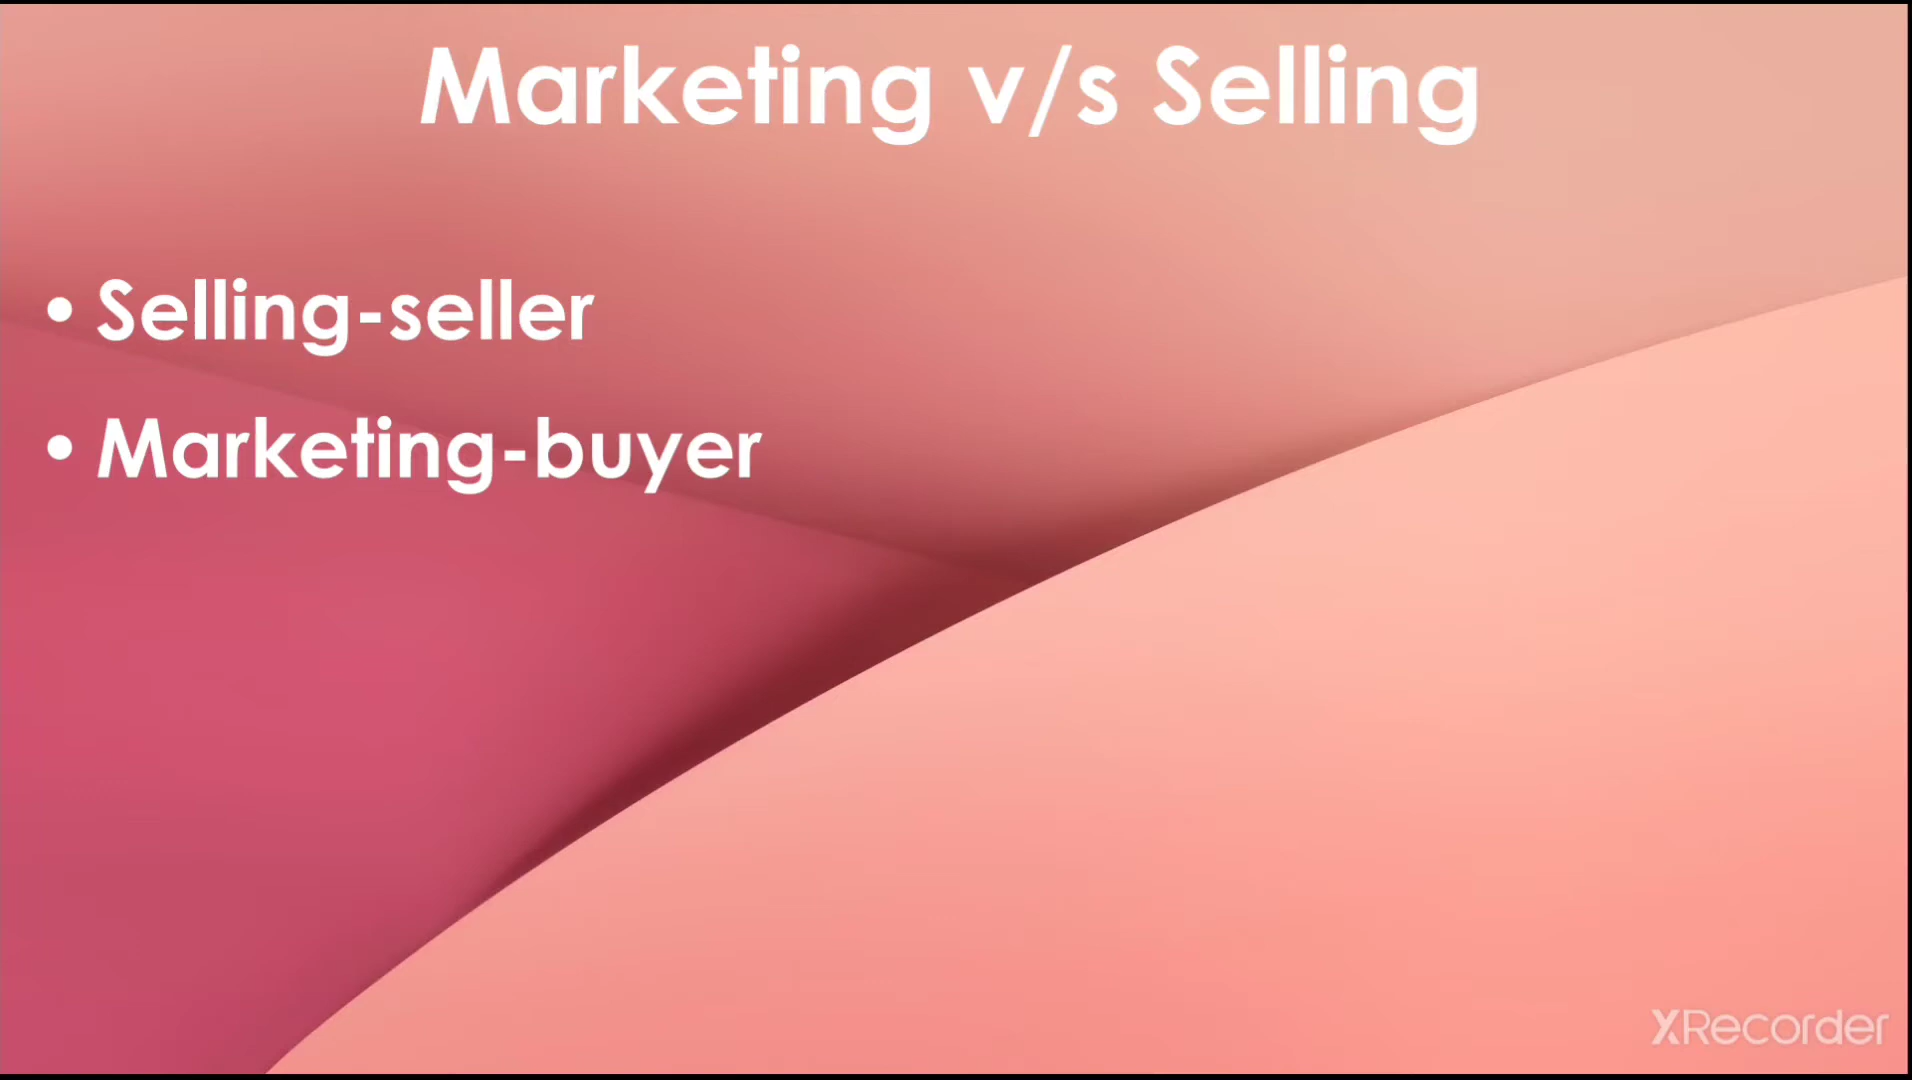 Marketing v/s Selling
• Selling-seller
• Marketing-buyer
XRecorder